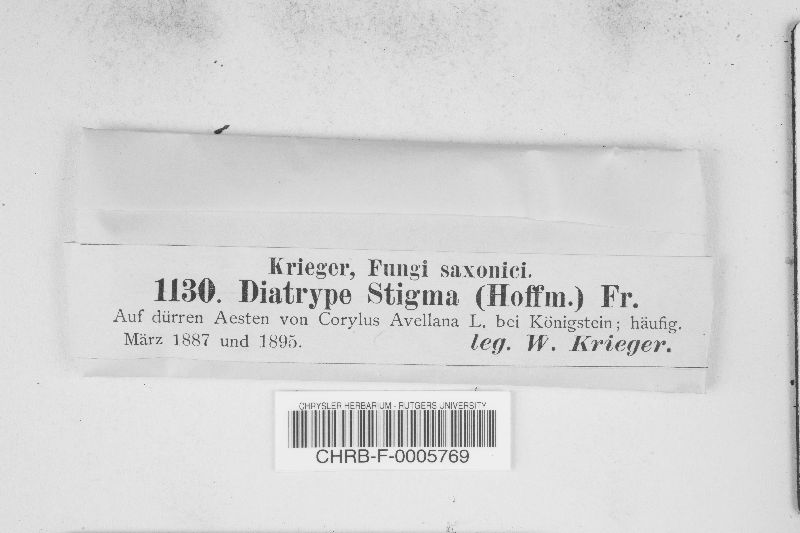 Krieger, Fungi saxonici.
1130. Diatrype Stigma (Hoffm.) Fr.
Auf dürren Aesten von Corylus Avellana L. bei Königstein; häufig.
März 1887 und 1895.
leg. W. Krieger.
CHRYSLER HERBARIUM - RUTGERS UNIVERSITY
CHRB-F-0005769